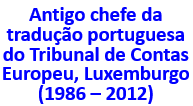 Antigo chefe da
tradução portuguesa
do Tribunal de Contas
Europeu, Luxemburgo
(1986 – 2012)